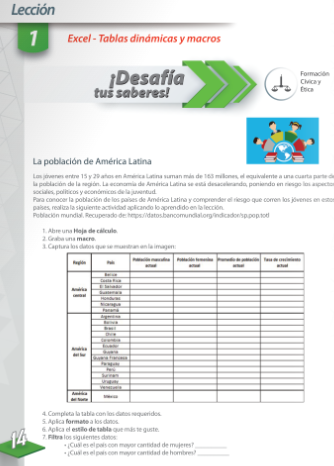 Lección
1
Excel - Tablas dinámicas y macros
¡Desafía
tus saberes!
Formación
Cívica y
Ética
La población de América Latina
Los jóvenes entre 15 y 29 años en América Latina suman más de 163 millones, el equivalente a una cuarta parte de
la población de la región. La economía de América Latina se está desacelerando, poniendo en riesgo los aspectos
sociales, políticos y económicos de la juventud.
Para conocer la población de los países de América Latina y comprender el riesgo que corren los jóvenes en estos
países, realiza la siguiente actividad aplicando lo aprendido en la lección.
Población mundial. Recuperado de: https://datos.bancomundial.org/indicador/sp.pop.totl
1. Abre una Hoja de cálculo.
2. Graba una macro.
3. Captura los datos que se muestran en la imagen:
Región País Población masculina actual Población femenina actual Promedio de población actual Tasa de crecimiento actual
América central
Belice
Costa Rica
El Salvador
Guatemala
Honduras
Nicaragua
Panamá
América del Sur
Argentina
Bolivia
Brasil
Chile
Colombia
Ecuador
Guyana
Guyana Francesa
Paraguay
Perú
Surinam
Uruguay
Venezuela
América del Norte
México
4. Completa la tabla con los datos requeridos.
5. Aplica formato a los datos.
6. Aplica el estilo de tabla que más te guste.
7. Filtra los siguientes datos:
• ¿Cuál es el país con mayor cantidad de mujeres?
• ¿Cuál es el país con mayor cantidad de hombres?
14